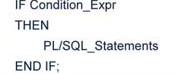 IF Condition_Expr
THEN
PL/SQL_Statements
END IF;